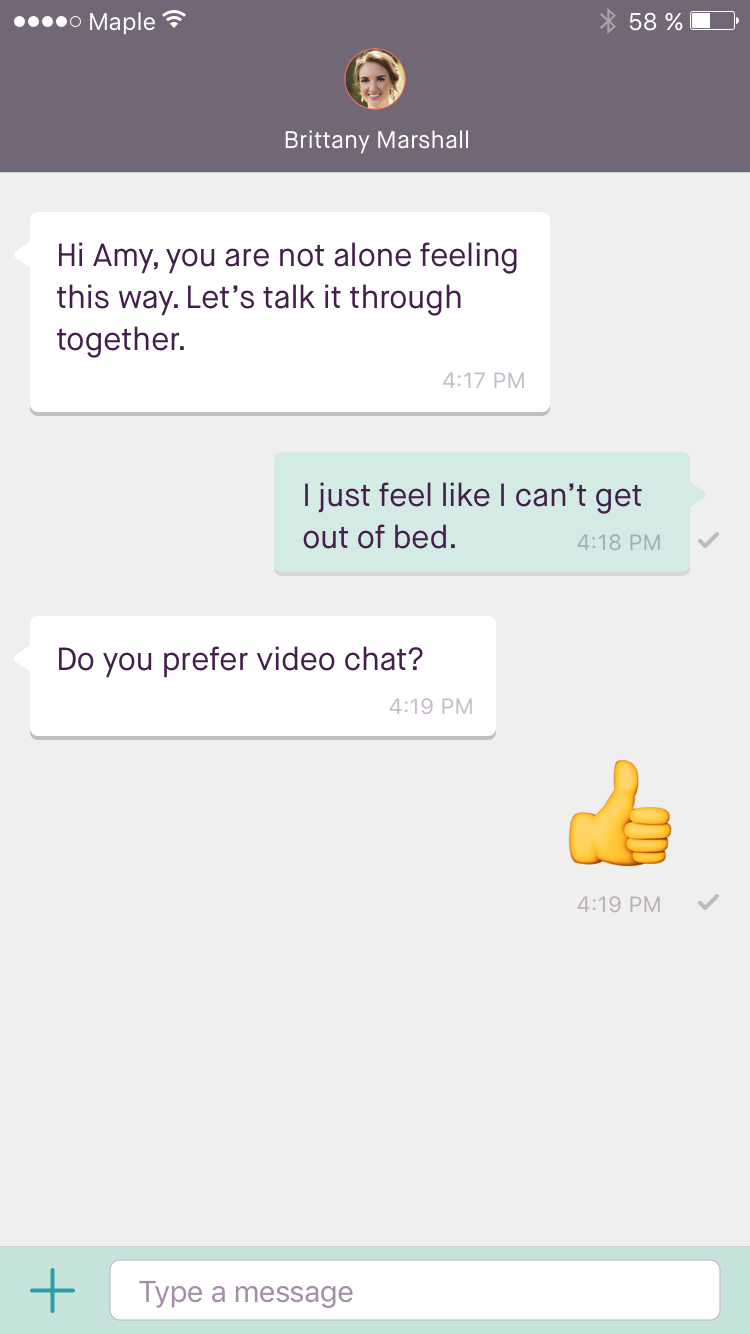 Maple 58 %
Brittany Marshall
Hi Amy, you are not alone feeling
this way. Let’s talk it through
together.
4:17 PM
I just feel like I can’t get
out of bed. 4:18 PM
Do you prefer video chat?
4:19 PM
4:19 PM
Type a message